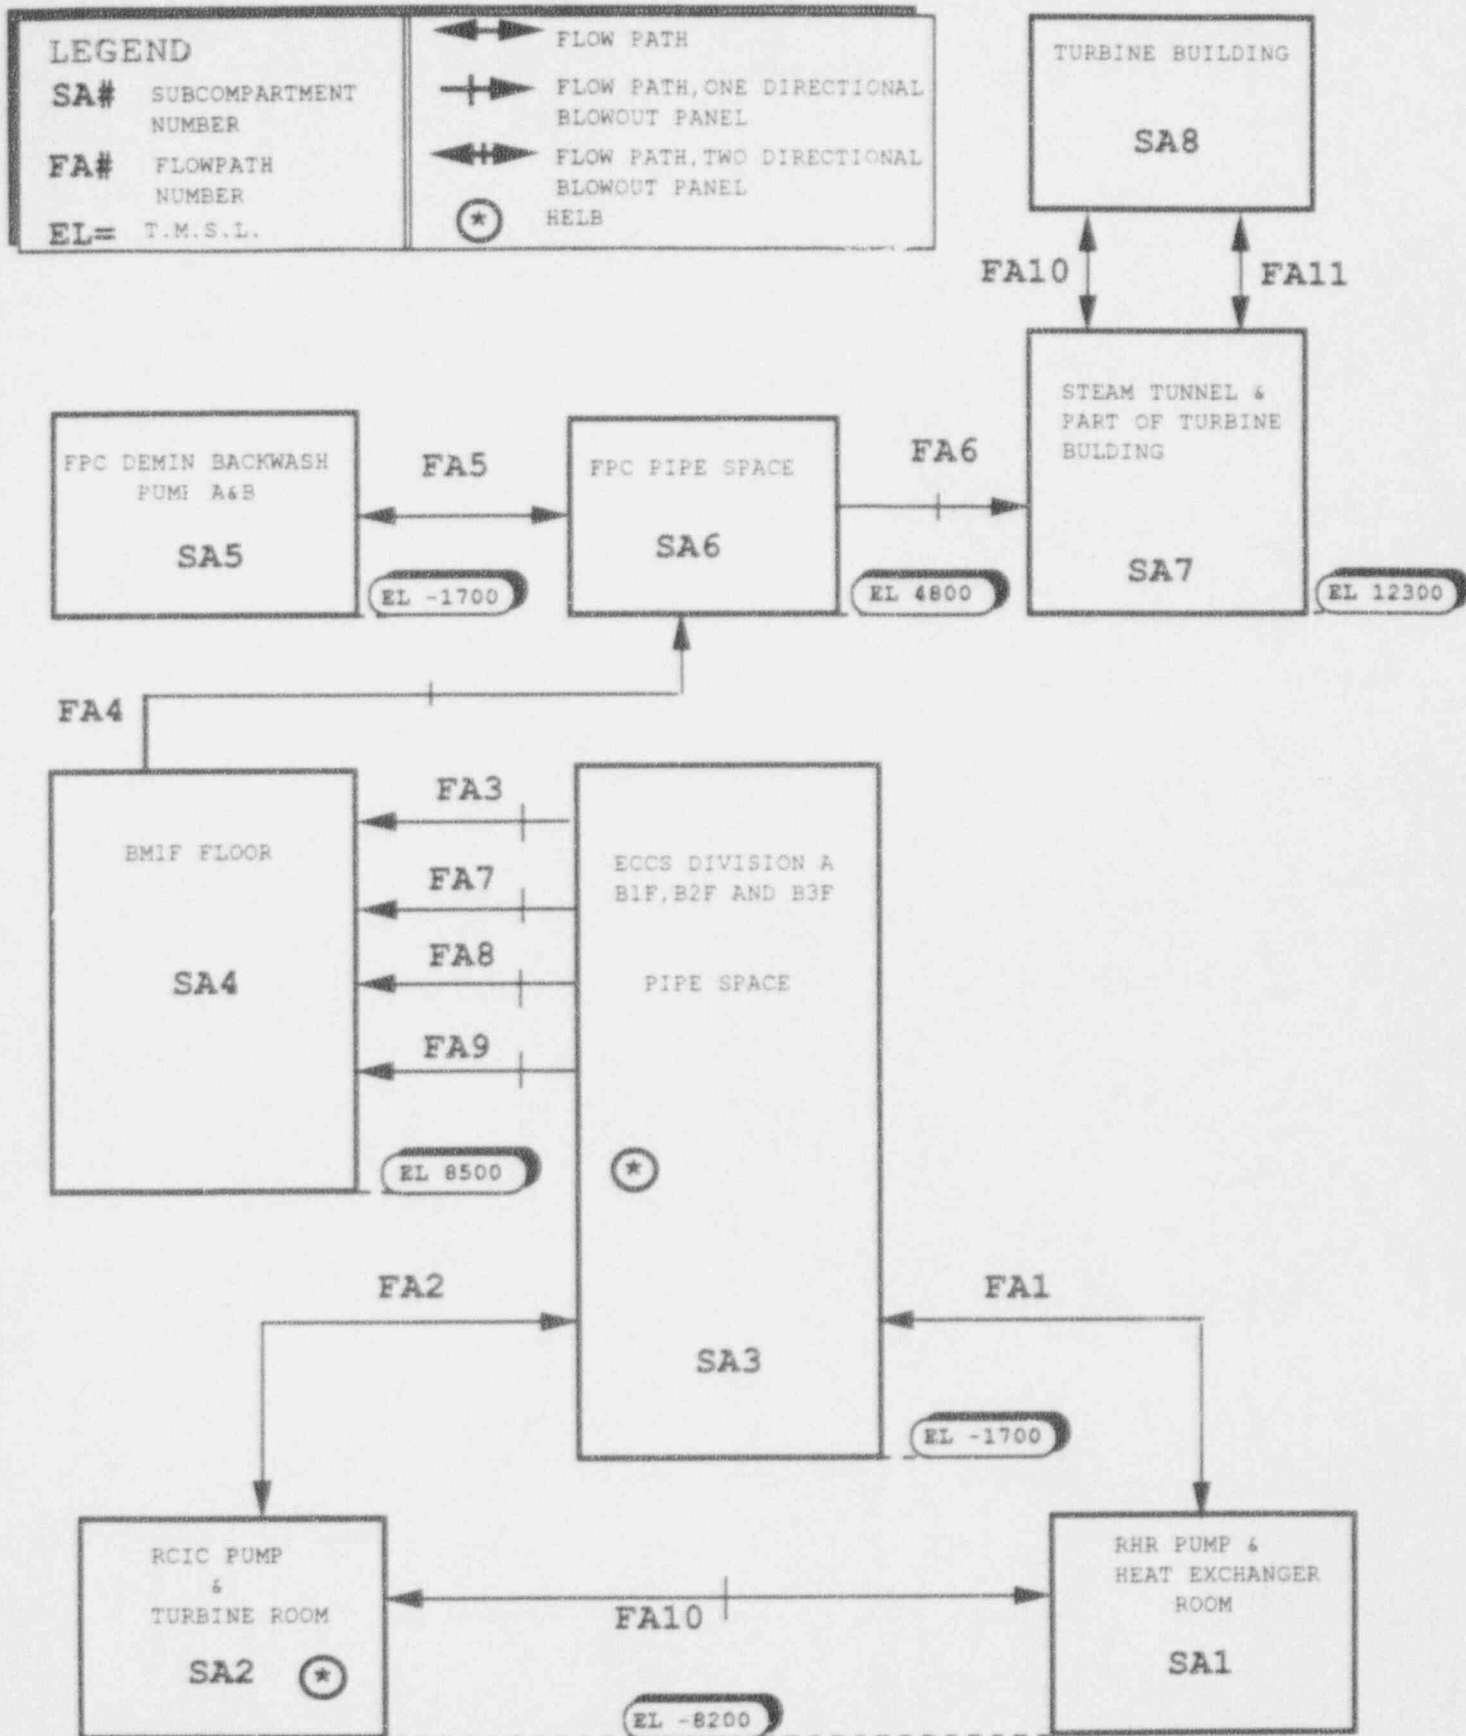 LEGEND
SA# SUBCOMPARTMENT
NUMBER
FA# FLOWPATH
NUMBER
EL= T.M.S.L.
FLOW PATH
FLOW PATH, ONE DIRECTIONAL
BLOWOUT PANEL
FLOW PATH, TWO DIRECTIONAL
BLOWOUT PANEL
* HELB
TURBINE BUILDING
SA8
FA10
FA11
STEAM TUNNEL &
PART OF TURBINE
BULDING
SA7
EL 12300
FPC DEMIN BACKWASH
PUMP A&B
SA5
EL -1700
FA5
FPC PIPE SPACE
SA6
EL 4800
FA6
FA4
BM1F FLOOR
SA4
EL 8500
FA3
FA7
FA8
FA9
ECCS DIVISION A
B1F,B2F AND B3F
PIPE SPACE
*
SA3
EL -1700
FA2
FA1
RCIC PUMP
&
TURBINE ROOM
SA2 *
FA10
EL -8200
RHR PUMP &
HEAT EXCHANGER
ROOM
SA1